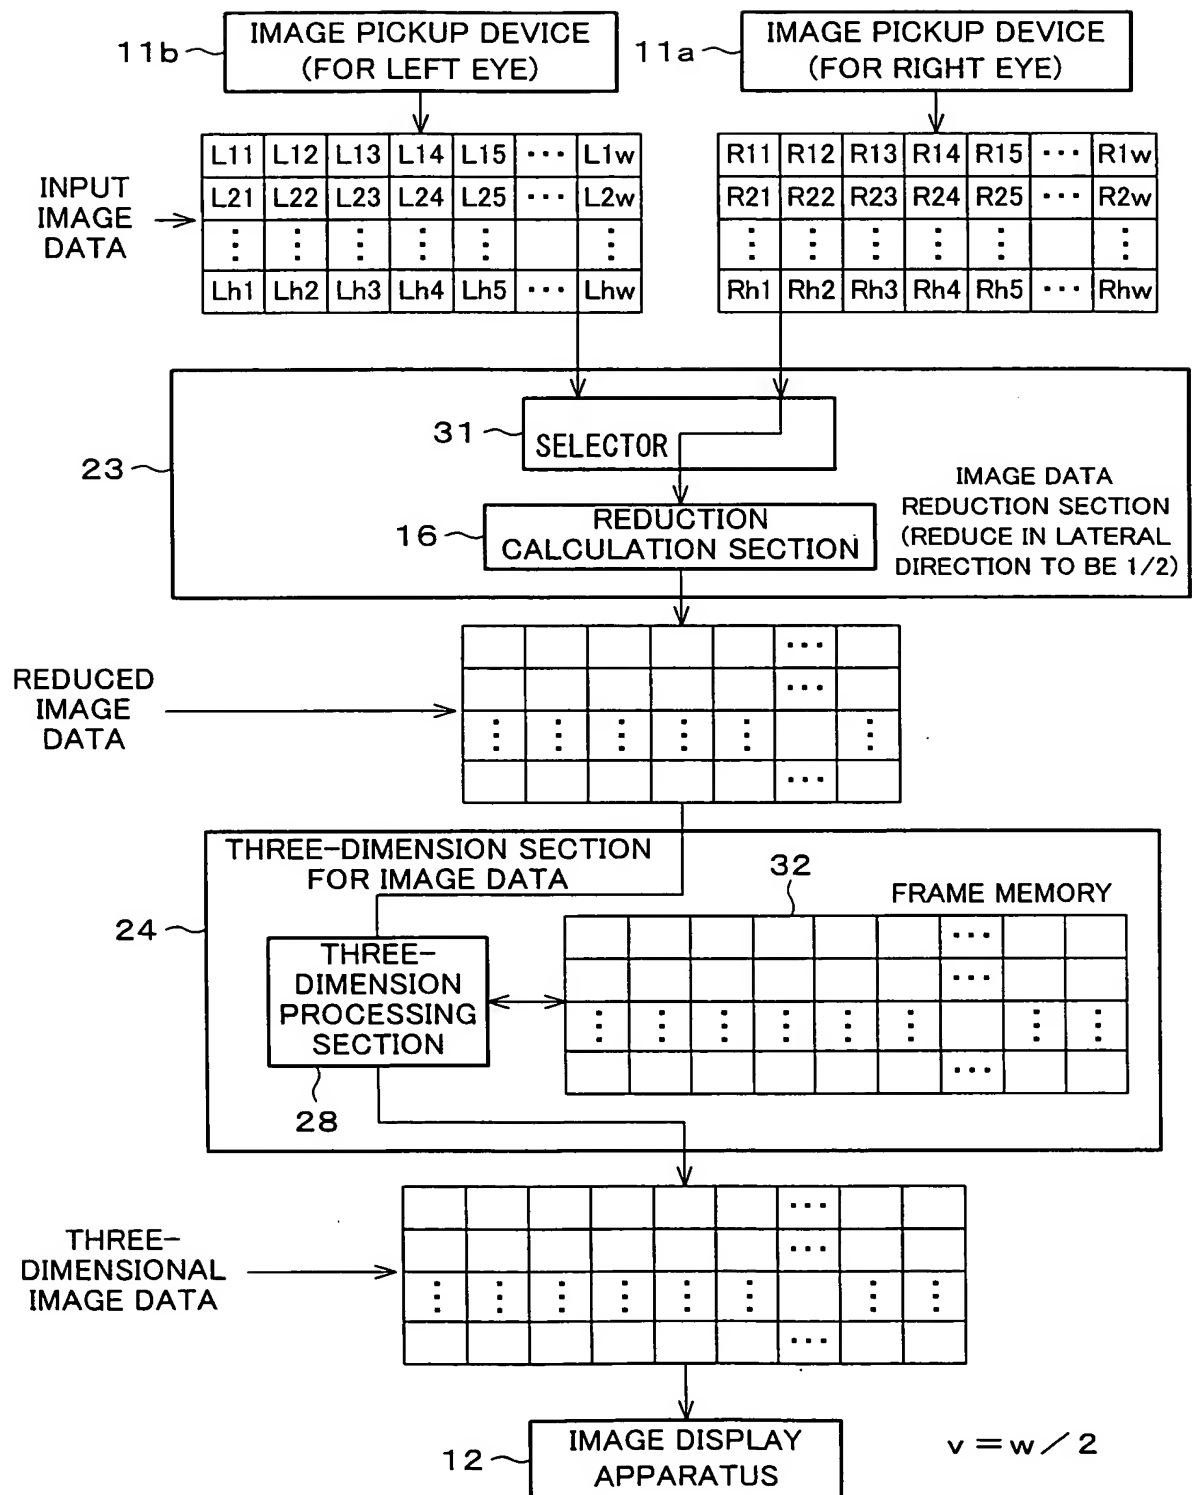 11b
IMAGE PICKUP DEVICE
(FOR LEFT EYE)
11a
IMAGE PICKUP DEVICE
(FOR RIGHT EYE)
INPUT
IMAGE
DATA
L11 L12 L13 L14 L15 ··· L1w
L21 L22 L23 L24 L25 ··· L2w
⋮ ⋮ ⋮ ⋮ ⋮ ⋮
Lh1 Lh2 Lh3 Lh4 Lh5 ··· Lhw
R11 R12 R13 R14 R15 ··· R1w
R21 R22 R23 R24 R25 ··· R2w
⋮ ⋮ ⋮ ⋮ ⋮ ⋮
Rh1 Rh2 Rh3 Rh4 Rh5 ··· Rhw
23
31
SELECTOR
16
REDUCTION
CALCULATION SECTION
IMAGE DATA
REDUCTION SECTION
(REDUCE IN LATERAL
DIRECTION TO BE 1/2)
REDUCED
IMAGE
DATA
···
···
⋮ ⋮ ⋮ ⋮ ⋮ ⋮
···
24
THREE-DIMENSION SECTION
FOR IMAGE DATA
32
FRAME MEMORY
THREE-
DIMENSION
PROCESSING
SECTION
28
···
···
⋮ ⋮ ⋮ ⋮ ⋮ ⋮ ⋮ ⋮
···
THREE-
DIMENSIONAL
IMAGE DATA
···
···
⋮ ⋮ ⋮ ⋮ ⋮ ⋮ ⋮ ⋮
···
12
IMAGE DISPLAY
APPARATUS
v = w / 2